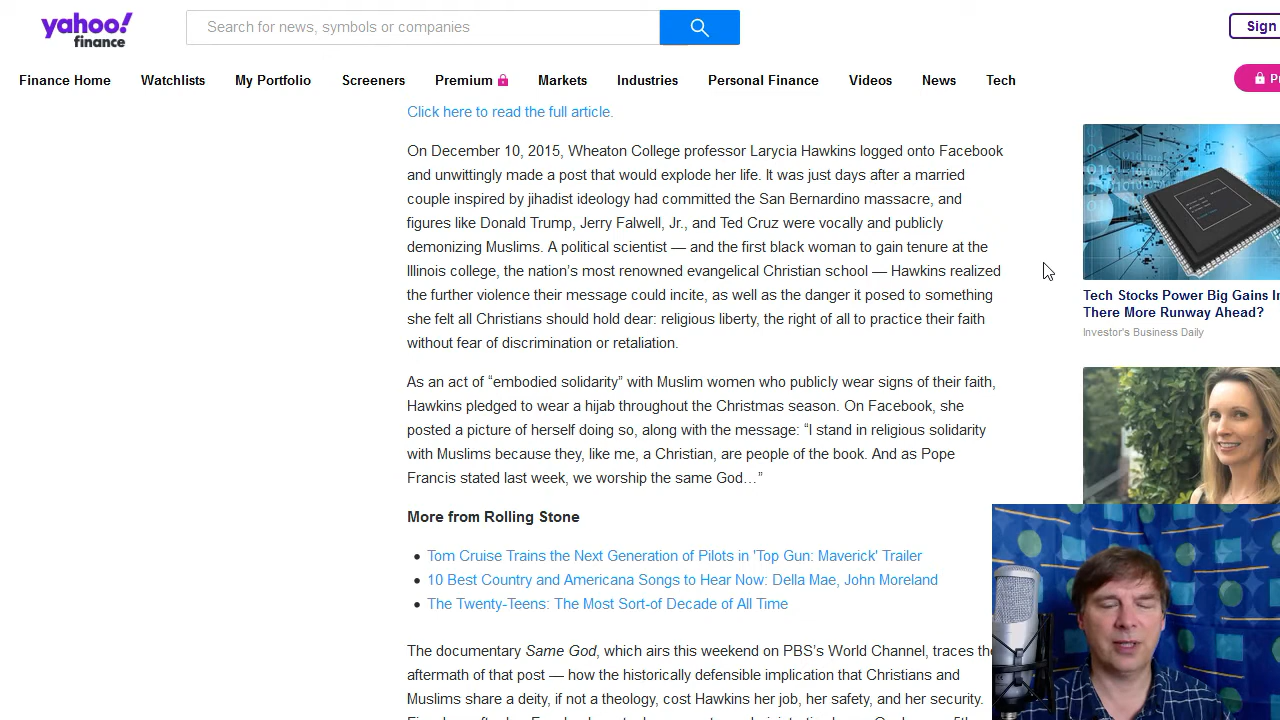 yahoo!
finance
Search for news, symbols or companies
Sign
Finance Home Watchlists My Portfolio Screeners Premium Markets Industries Personal Finance Videos News Tech
Click here to read the full article.
On December 10, 2015, Wheaton College professor Larycia Hawkins logged onto Facebook
and unwittingly made a post that would explode her life. It was just days after a married
couple inspired by jihadist ideology had committed the San Bernardino massacre, and
figures like Donald Trump, Jerry Falwell, Jr., and Ted Cruz were vocally and publicly
demonizing Muslims. A political scientist — and the first black woman to gain tenure at the
Illinois college, the nation’s most renowned evangelical Christian school — Hawkins realized
the further violence their message could incite, as well as the danger it posed to something
she felt all Christians should hold dear: religious liberty, the right of all to practice their faith
without fear of discrimination or retaliation.
As an act of “embodied solidarity” with Muslim women who publicly wear signs of their faith,
Hawkins pledged to wear a hijab throughout the Christmas season. On Facebook, she
posted a picture of herself doing so, along with the message: “I stand in religious solidarity
with Muslims because they, like me, a Christian, are people of the book. And as Pope
Francis stated last week, we worship the same God…”
More from Rolling Stone
Tom Cruise Trains the Next Generation of Pilots in 'Top Gun: Maverick' Trailer
10 Best Country and Americana Songs to Hear Now: Della Mae, John Moreland
The Twenty-Teens: The Most Sort-of Decade of All Time
The documentary Same God, which airs this weekend on PBS’s World Channel, traces the
aftermath of that post — how the historically defensible implication that Christians and
Muslims share a deity, if not a theology, cost Hawkins her job, her safety, and her security.
Tech Stocks Power Big Gains
There More Runway Ahead?
Investor's Business Daily